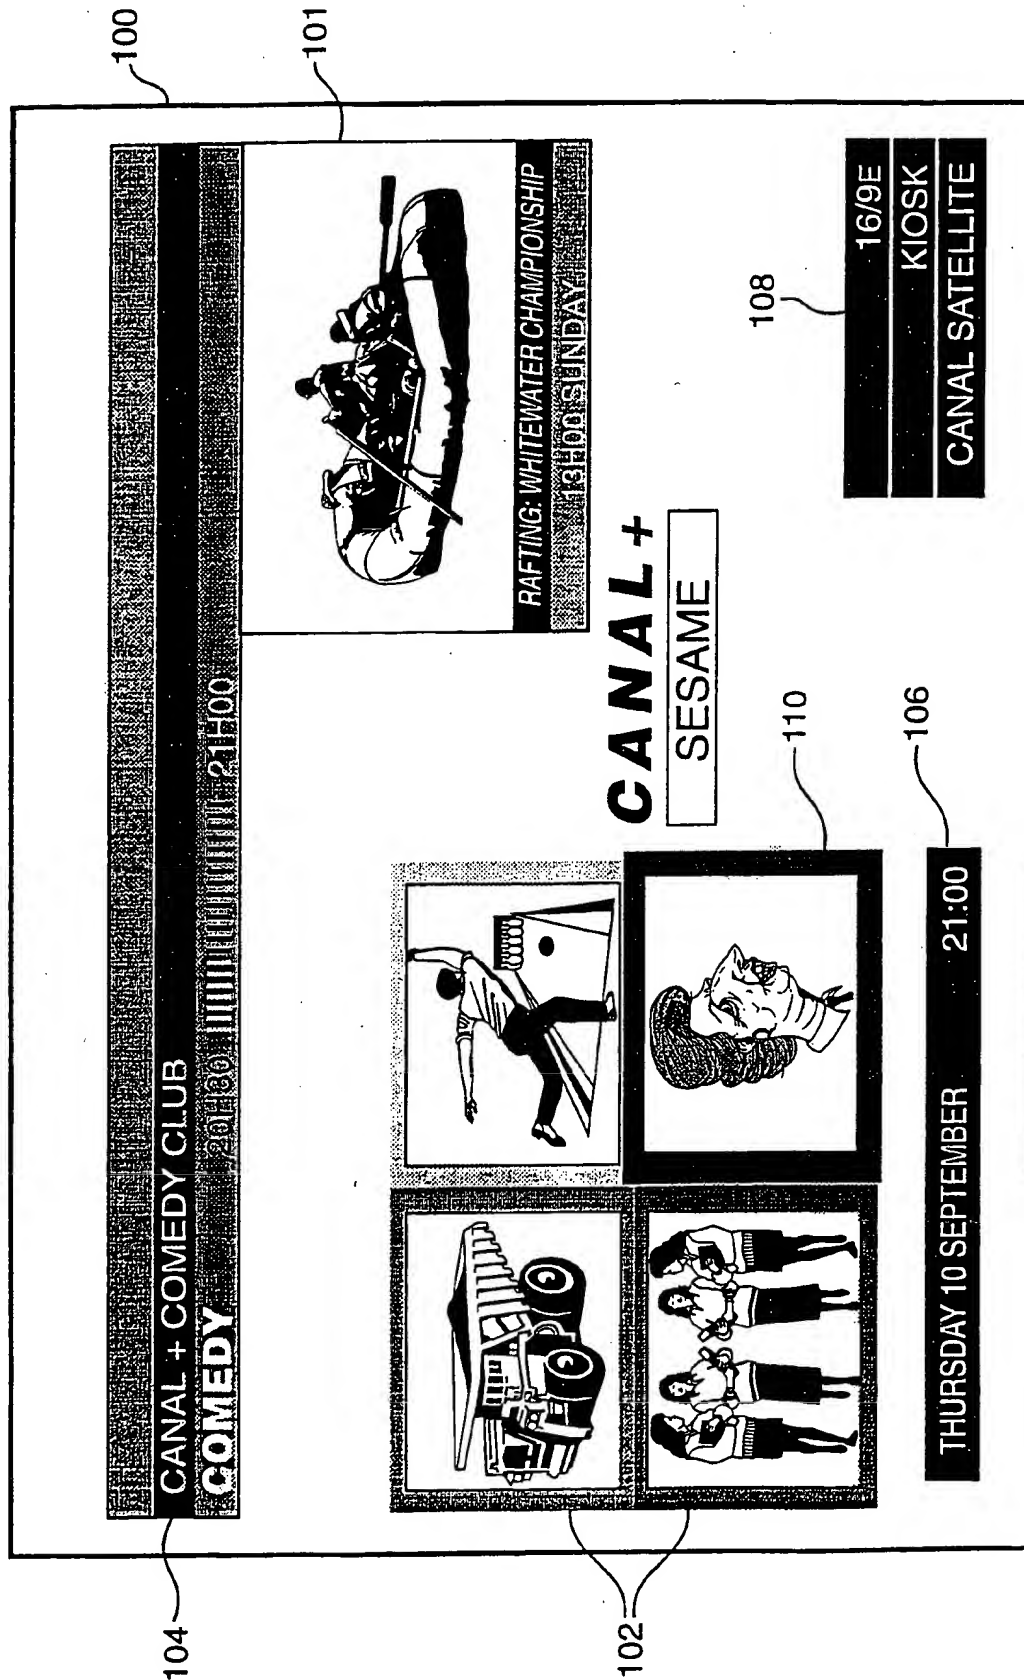 100
101
104
CANAL + COMEDY CLUB
COMEDY 20H30 21H00
RAFTING: WHITEWATER CHAMPIONSHIP
13H00 SUNDAY
CANAL+
SESAME
110
102
108
16/9E
KIOSK
CANAL SATELLITE
THURSDAY 10 SEPTEMBER 21:00
106